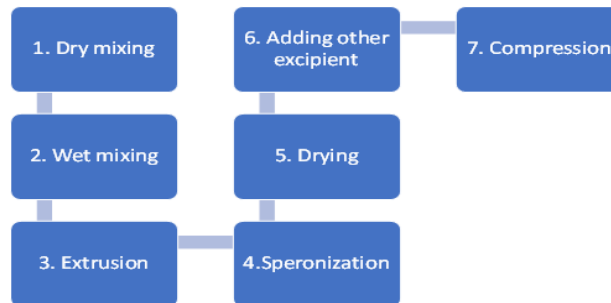 1. Dry mixing
2. Wet mixing
3. Extrusion
4.Speronization
5. Drying
6. Adding other
excipient
7. Compression